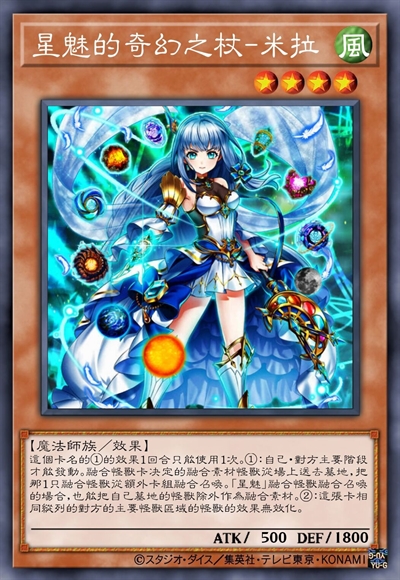 星魅的奇幻之杖-米拉 風
【魔法師族／效果】
這個卡名的①的效果1回合只能使用1次。①：自己·對方主要階段
才能發動。融合怪獸卡決定的融合素材怪獸從場上送去墓地，把
那1只融合怪獸從額外卡組融合召喚。「星魅」融合怪獸融合召喚
的場合，也能把自己墓地的怪獸除外作為融合素材。②：這張卡相
同縱列的對方的主要怪獸區域的怪獸的效果無效化。
ATK/ 500 DEF/1800
©スタジオ・ダイス／集英社・テレビ東京・KONAMI